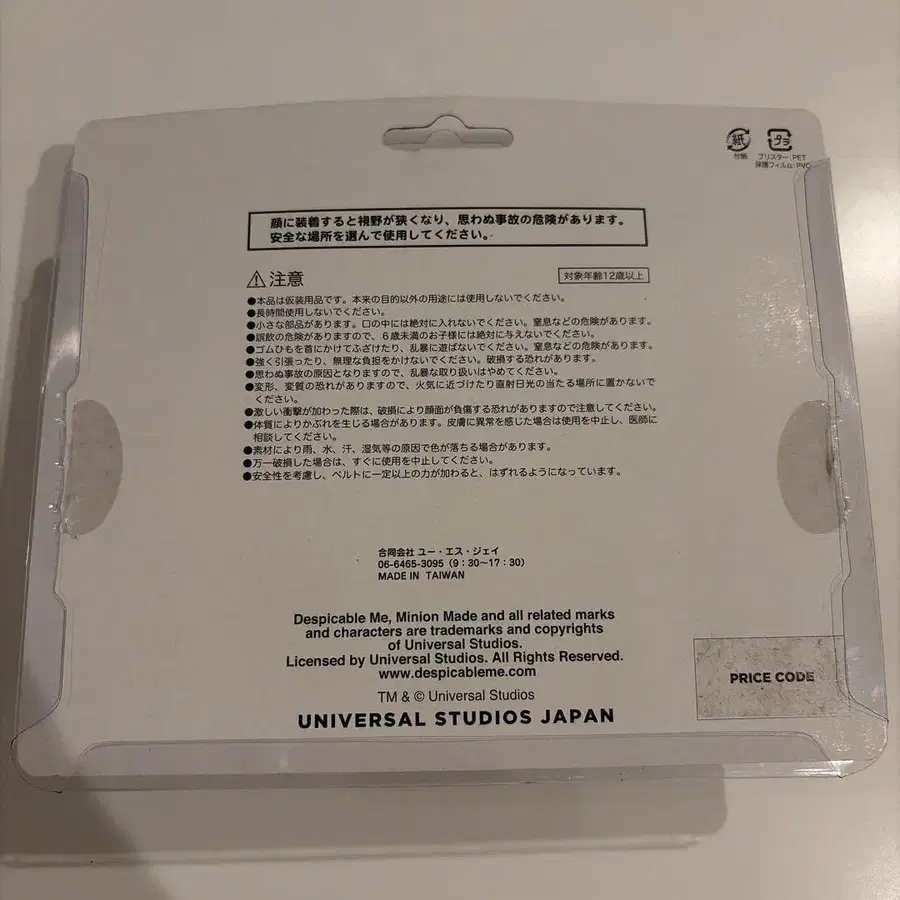 紙
プラ
台紙
ブリスター：PET
保護フィルム：PVC
顔に装着すると視野が狭くなり、思わぬ事故の危険があります。
安全な場所を選んで使用してください。
注意
対象年齢12歳以上
●本品は仮装用品です。本来の目的以外の用途には使用しないでください。
●長時間使用しないでください。
●小さな部品があります。口の中には絶対に入れないでください。窒息などの危険があります。
●誤飲の危険がありますので、６歳未満のお子様には絶対に与えないでください。
●ゴムひもを首にかけてふざけたり、乱暴に遊ばないでください。窒息などの危険があります。
●強く引張ったり、無理な負担をかけないでください。破損する恐れがあります。
●思わぬ事故の原因となりますので、乱暴な取り扱いはやめてください。
●変形、変質の恐れがありますので、火気に近づけたり直射日光の当たる場所に置かないで
ください。
●激しい衝撃が加わった際は、破損により顔面が負傷する恐れがありますので注意してください。
●体質によりかぶれを生じる場合があります。皮膚に異常を感じた場合は使用を中止し、医師に
相談してください。
●素材により雨、水、汗、湿気等の原因で色が落ちる場合があります。
●万一破損した場合は、すぐに使用を中止してください。
●安全性を考慮し、ベルトに一定以上の力が加わると、はずれるようになっています。
合同会社 ユー・エス・ジェイ
06-6465-3095（9：30〜17：30）
MADE IN TAIWAN
Despicable Me, Minion Made and all related marks
and characters are trademarks and copyrights
of Universal Studios.
Licensed by Universal Studios. All Rights Reserved.
www.despicableme.com
TM & © Universal Studios
UNIVERSAL STUDIOS JAPAN
PRICE CODE